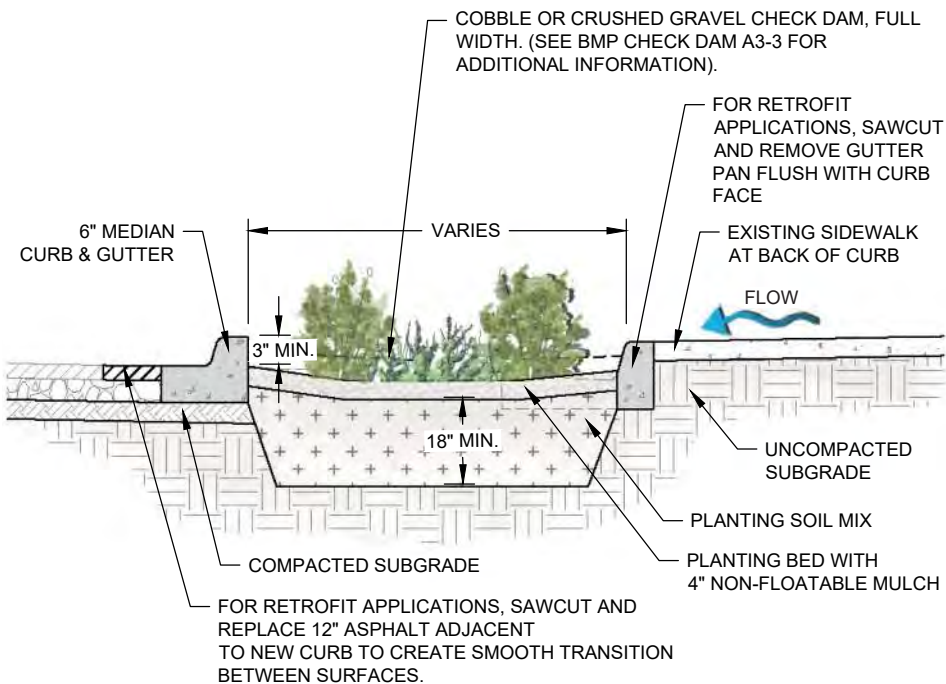 COBBLE OR CRUSHED GRAVEL CHECK DAM, FULL
WIDTH. (SEE BMP CHECK DAM A3-3 FOR
ADDITIONAL INFORMATION).
FOR RETROFIT
APPLICATIONS, SAWCUT
AND REMOVE GUTTER
PAN FLUSH WITH CURB
FACE
6" MEDIAN
CURB & GUTTER
VARIES
EXISTING SIDEWALK
AT BACK OF CURB
FLOW
3" MIN.
18" MIN.
UNCOMPACTED
SUBGRADE
PLANTING SOIL MIX
PLANTING BED WITH
4" NON-FLOATABLE MULCH
COMPACTED SUBGRADE
FOR RETROFIT APPLICATIONS, SAWCUT AND
REPLACE 12" ASPHALT ADJACENT
TO NEW CURB TO CREATE SMOOTH TRANSITION
BETWEEN SURFACES.